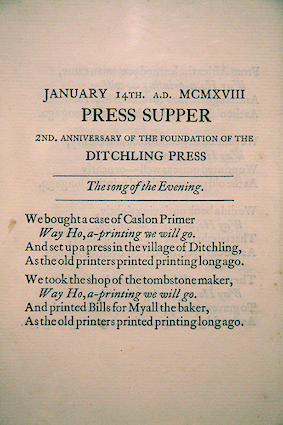 JANUARY 14TH. A.D. MCMXVIII
PRESS SUPPER
2ND. ANNIVERSARY OF THE FOUNDATION OF THE
DITCHLING PRESS
The song of the Evening.
We bought a case of Caslon Primer
Way Ho, a-printing we will go.
And set up a press in the village of Ditchling,
As the old printers printed printing long ago.
We took the shop of the tombstone maker,
Way Ho, a-printing we will go.
And printed Bills for Myall the baker,
As the old printers printed printing long ago.